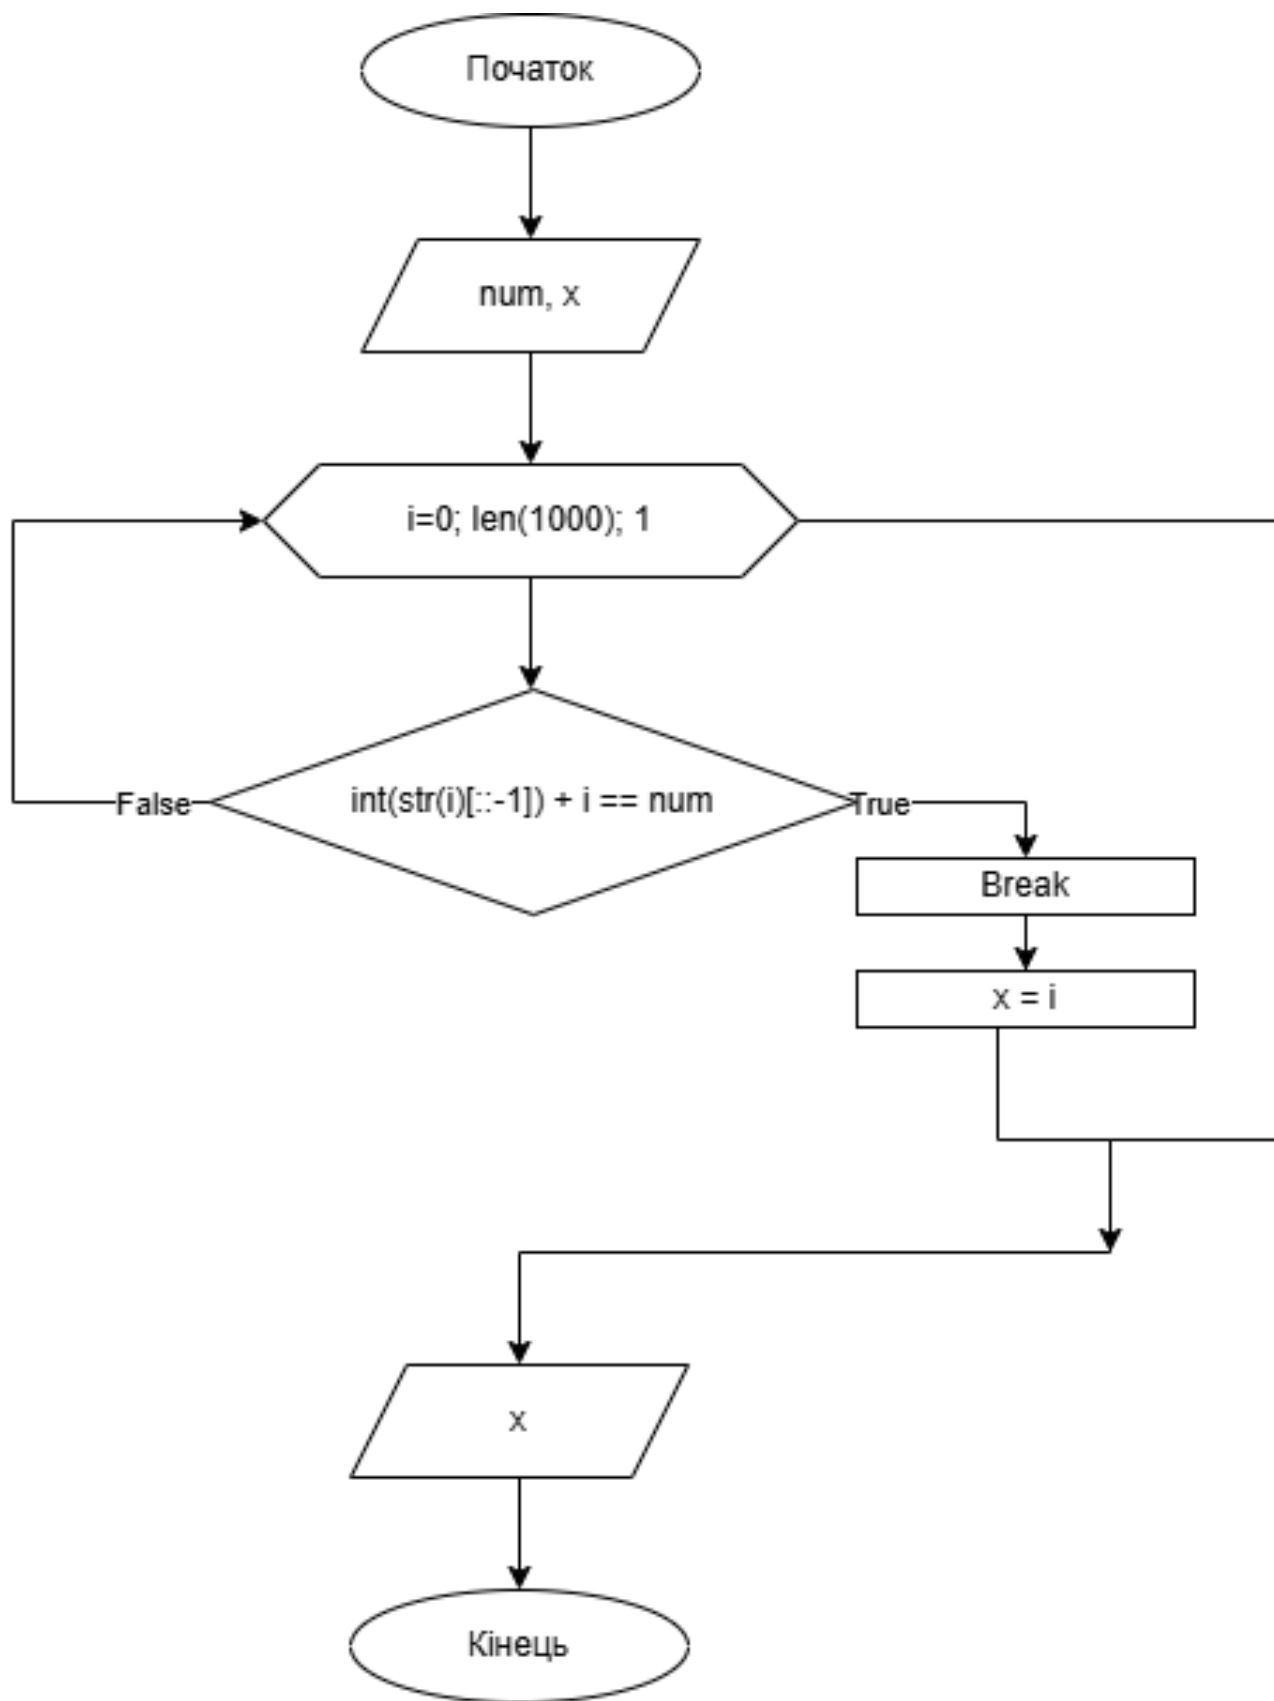 Початок
num, x
i=0; len(1000); 1
int(str(i)[::-1]) + i == num
False
True
Break
x = i
x
Кінець